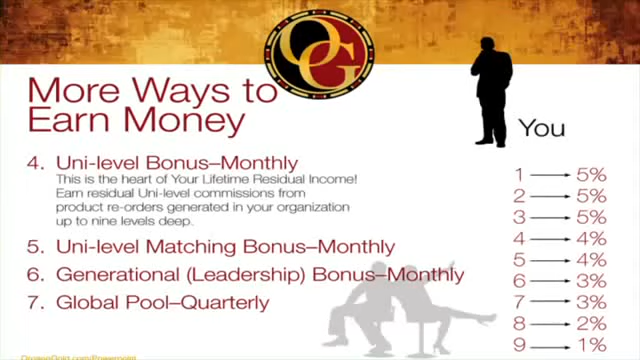 OG
More Ways to
Earn Money
You
4. Uni-level Bonus–Monthly
This is the heart of Your Lifetime Residual Income!
Earn residual Uni-level commissions from
product re-orders generated in your organization
up to nine levels deep.
5. Uni-level Matching Bonus–Monthly
6. Generational (Leadership) Bonus–Monthly
7. Global Pool–Quarterly
1 → 5%
2 → 5%
3 → 5%
4 → 4%
5 → 4%
6 → 3%
7 → 3%
8 → 2%
9 → 1%